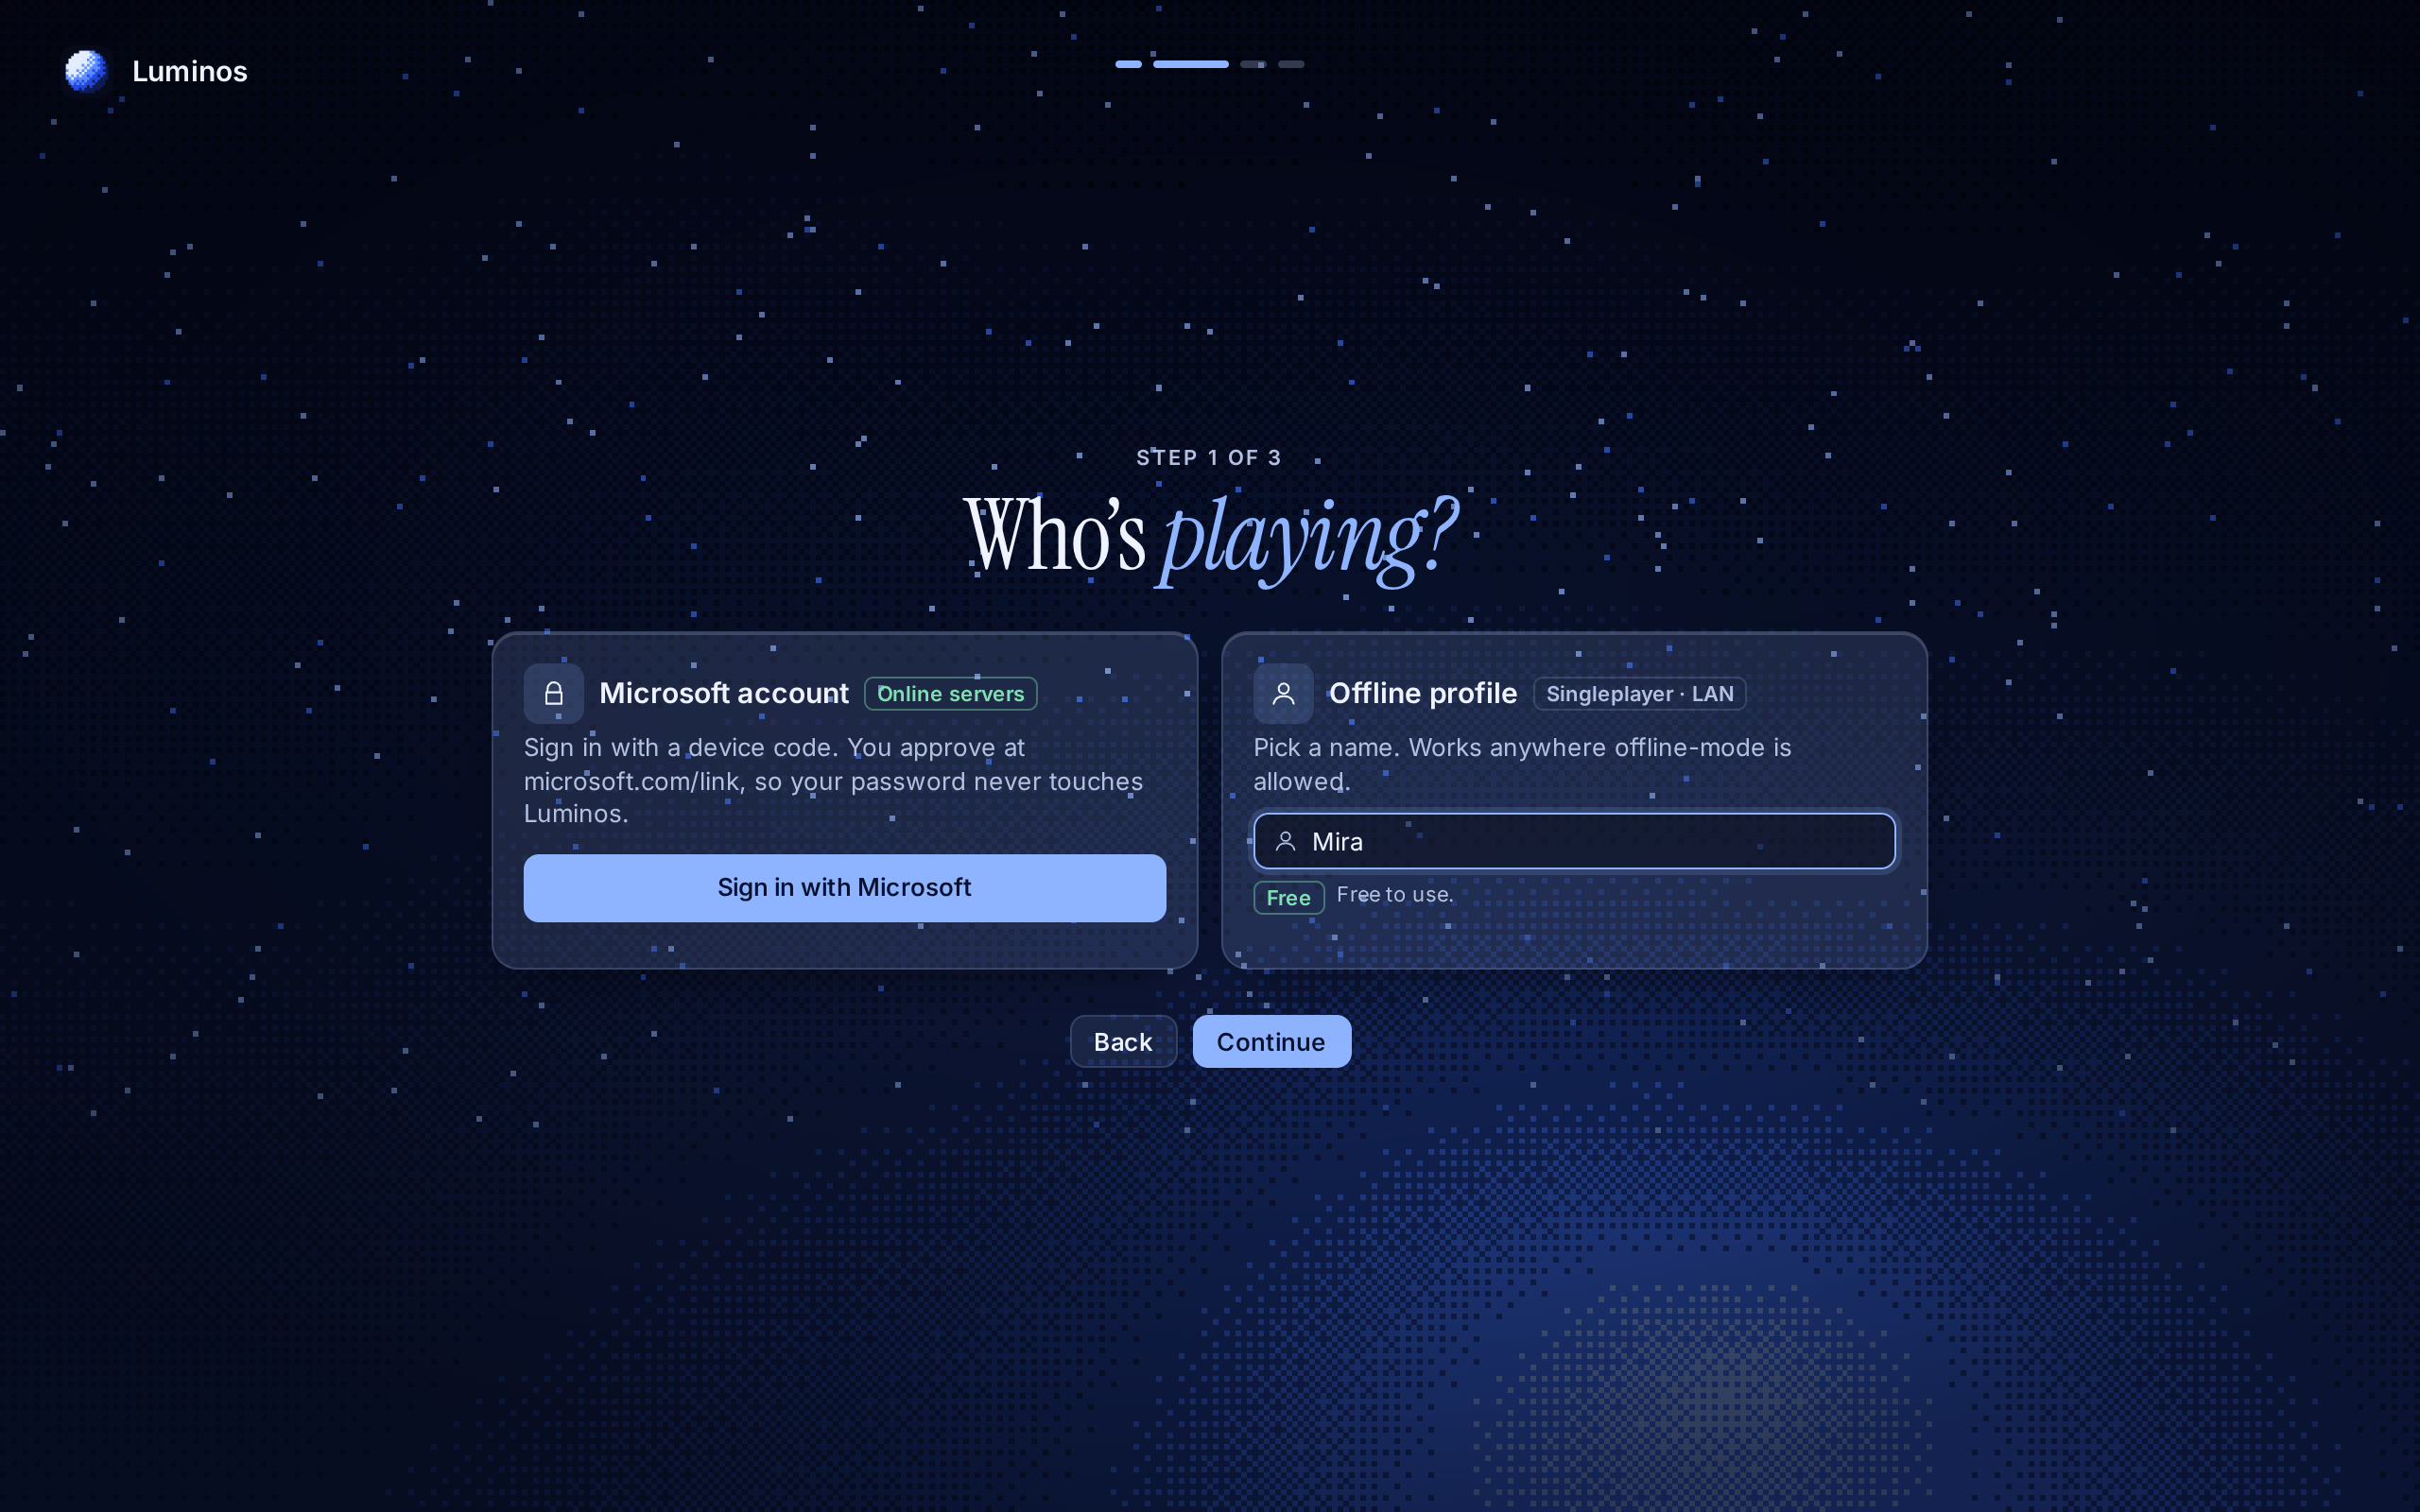 Luminos
STEP 1 OF 3
Who’s playing?
Microsoft account
Online servers
Sign in with a device code. You approve at
microsoft.com/link, so your password never touches
Luminos.
Sign in with Microsoft
Offline profile
Singleplayer · LAN
Pick a name. Works anywhere offline-mode is
allowed.
Mira
Free
Free to use.
Back
Continue